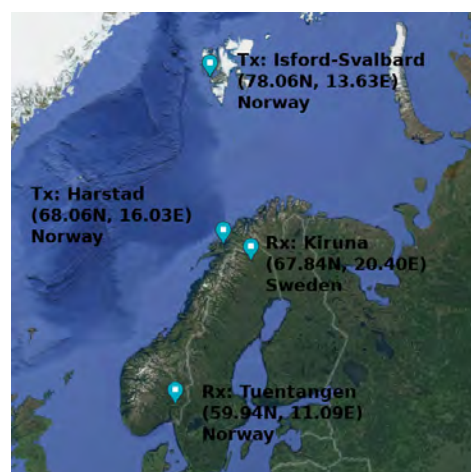 Tx: Isford-Svalbard
(78.06N, 13.63E)
Norway
Tx: Harstad
(68.06N, 16.03E)
Norway
Rx: Kiruna
(67.84N, 20.40E)
Sweden
Rx: Tuentangen
(59.94N, 11.09E)
Norway